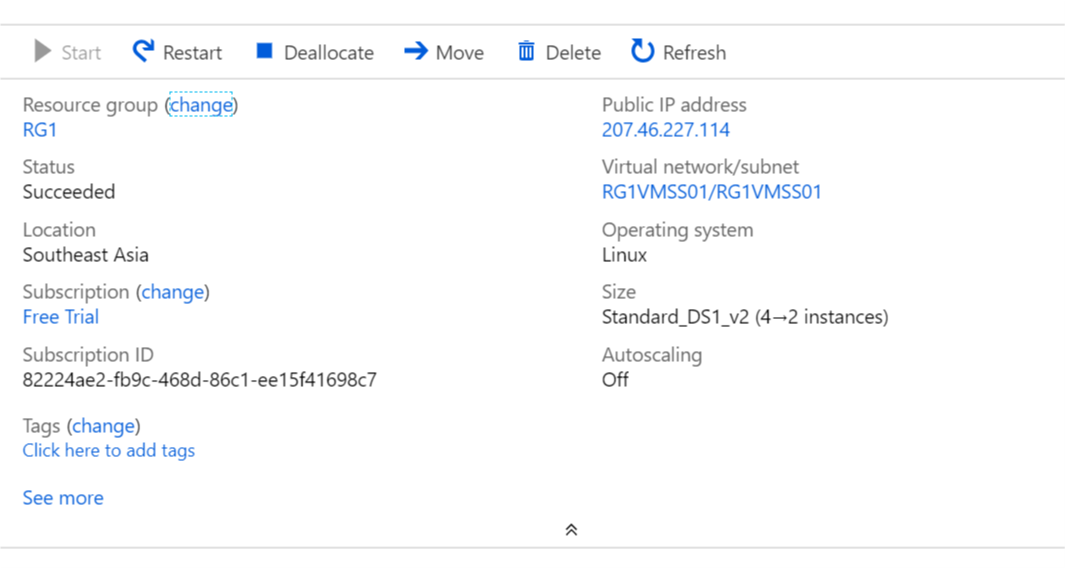 Start Restart Deallocate Move Delete Refresh
Resource group (change)
RG1
Status
Succeeded
Location
Southeast Asia
Subscription (change)
Free Trial
Subscription ID
82224ae2-fb9c-468d-86c1-ee15f41698c7
Tags (change)
Click here to add tags
See more
Public IP address
207.46.227.114
Virtual network/subnet
RG1VMSS01/RG1VMSS01
Operating system
Linux
Size
Standard_DS1_v2 (4→2 instances)
Autoscaling
Off